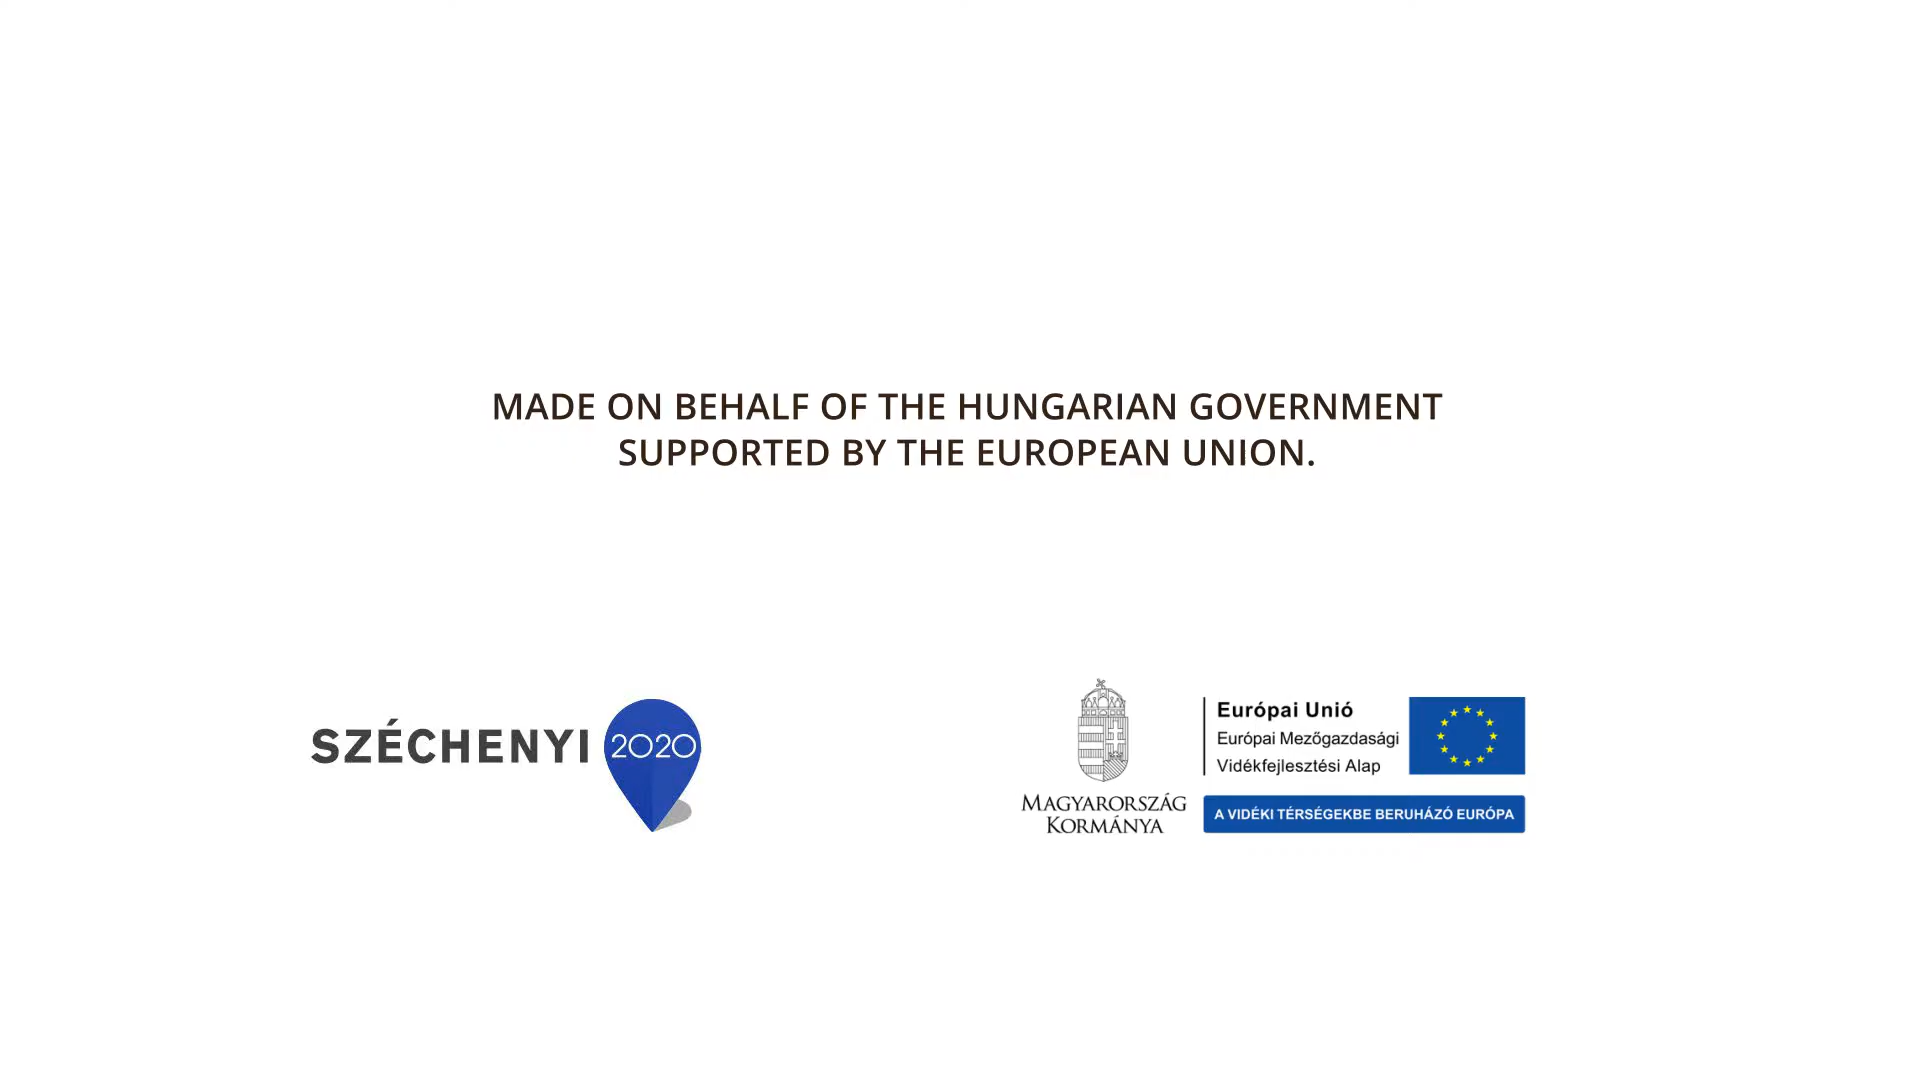 MADE ON BEHALF OF THE HUNGARIAN GOVERNMENT
SUPPORTED BY THE EUROPEAN UNION.
SZÉCHENYI 2020
MAGYARORSZÁG
KORMÁNYA
Európai Unió
Európai Mezőgazdasági
Vidékfejlesztési Alap
A VIDÉKI TÉRSÉGEKBE BERUHÁZÓ EURÓPA